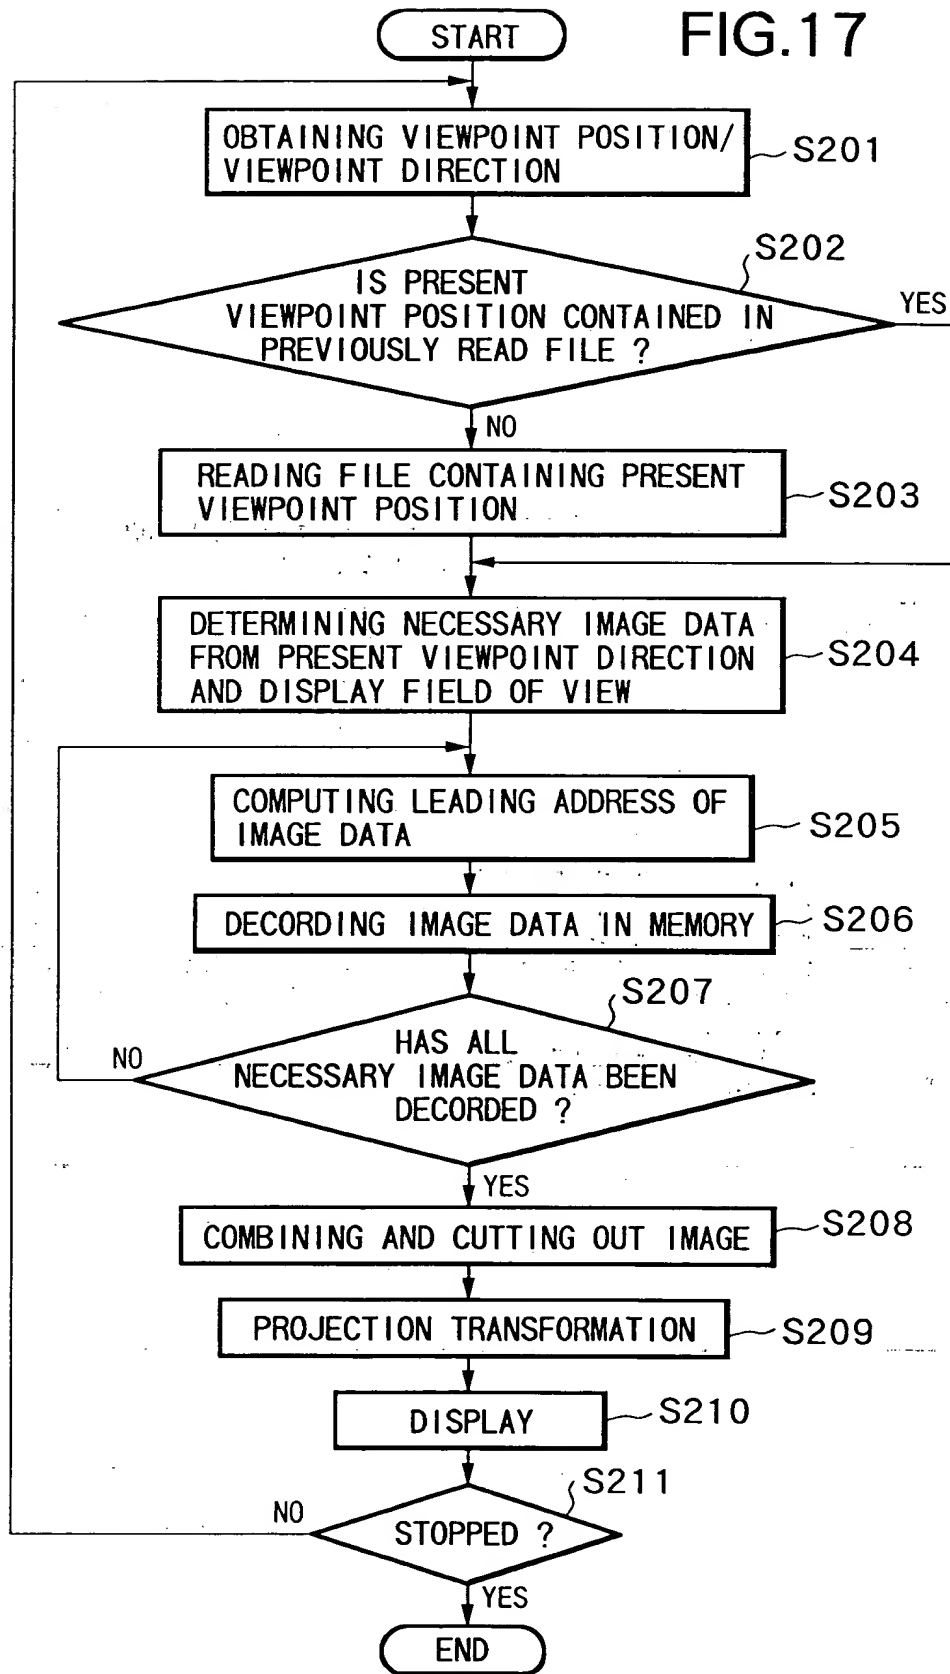 FIG.17
START
OBTAINING VIEWPOINT POSITION/
VIEWPOINT DIRECTION
S201
S202
IS PRESENT
VIEWPOINT POSITION CONTAINED IN
PREVIOUSLY READ FILE ?
YES
NO
READING FILE CONTAINING PRESENT
VIEWPOINT POSITION
S203
DETERMINING NECESSARY IMAGE DATA
FROM PRESENT VIEWPOINT DIRECTION
AND DISPLAY FIELD OF VIEW
S204
COMPUTING LEADING ADDRESS OF
IMAGE DATA
S205
DECORDING IMAGE DATA IN MEMORY
S206
S207
HAS ALL
NECESSARY IMAGE DATA BEEN
DECORDED ?
NO
YES
COMBINING AND CUTTING OUT IMAGE
S208
PROJECTION TRANSFORMATION
S209
DISPLAY
S210
S211
STOPPED ?
NO
YES
END